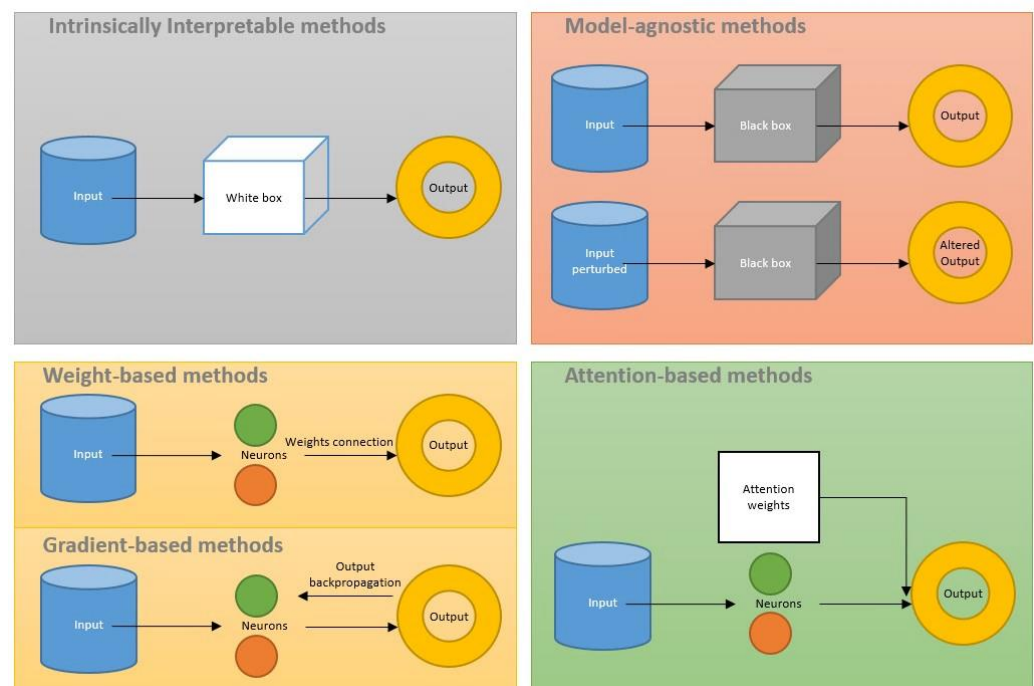 Intrinsically Interpretable methods
Input
White box
Output
Model-agnostic methods
Input
Black box
Output
Input
perturbed
Black box
Altered
Output
Weight-based methods
Input
Neurons
Weights connection
Output
Gradient-based methods
Input
Neurons
Output
backpropagation
Output
Attention-based methods
Attention
weights
Input
Neurons
Output